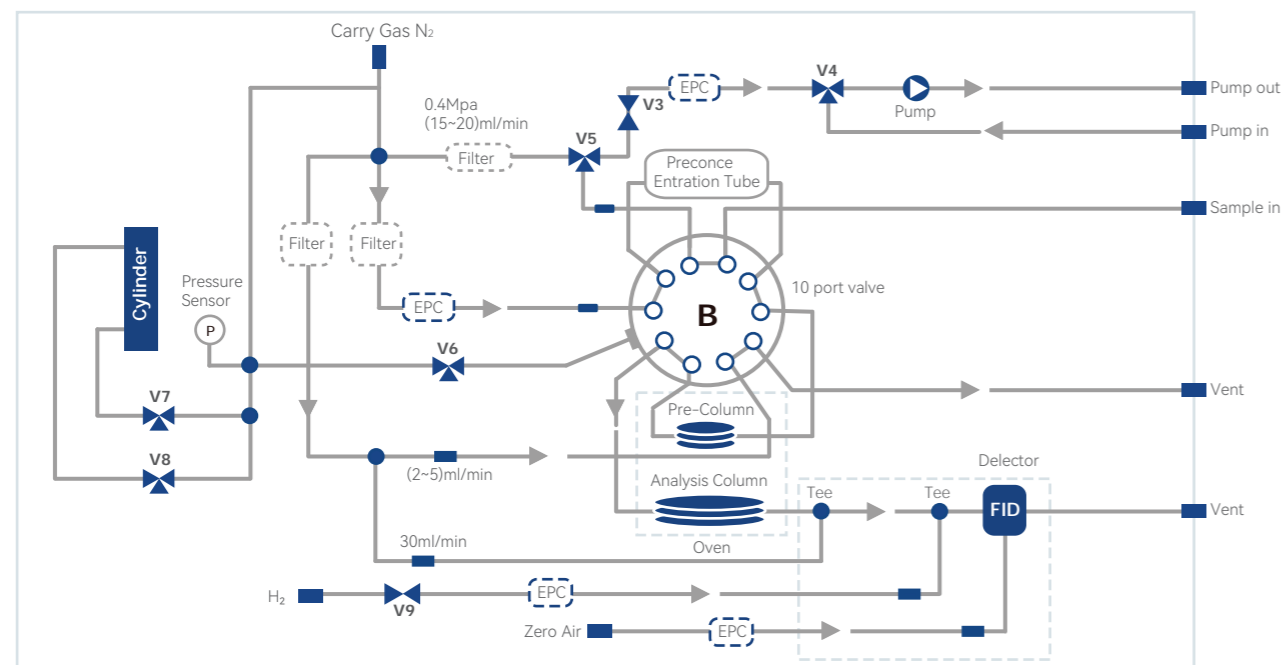 Carry Gas N₂
0.4Mpa
(15~20)ml/min
Filter
V5
V3
EPC
V4
Pump
Pump out
Pump in
Preconce
Entration Tube
Sample in
Filter
Filter
Cylinder
Pressure
Sensor
P
EPC
B
10 port valve
V6
V7
V8
Vent
Pre-Column
(2~5)ml/min
Analysis Column
Tee
Tee
Delector
FID
Vent
Oven
30ml/min
H₂
V9
EPC
Zero Air
EPC